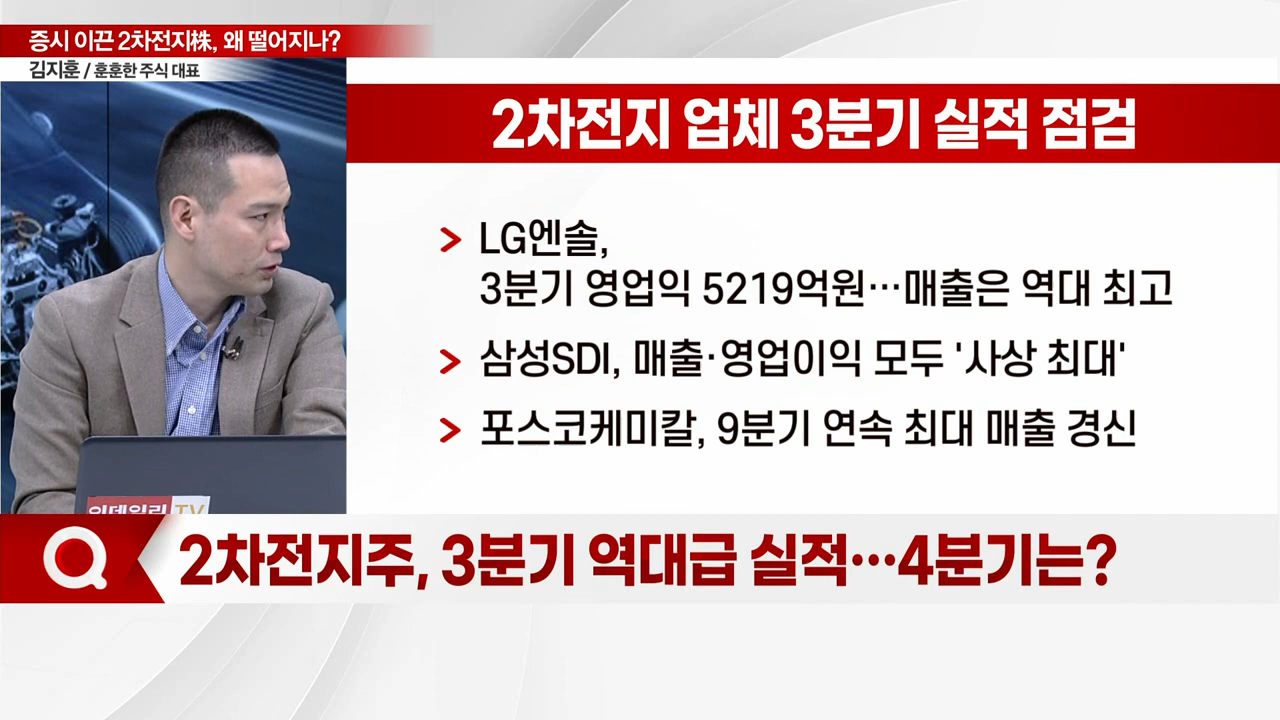 증시 이끈 2차전지株, 왜 떨어지나?
김지훈 / 훈훈한 주식 대표
2차전지 업체 3분기 실적 점검
> LG엔솔,
3분기 영업익 5219억원…매출은 역대 최고
> 삼성SDI, 매출·영업이익 모두 '사상 최대'
> 포스코케미칼, 9분기 연속 최대 매출 경신
이데일리 TV
Q 2차전지주, 3분기 역대급 실적…4분기는?